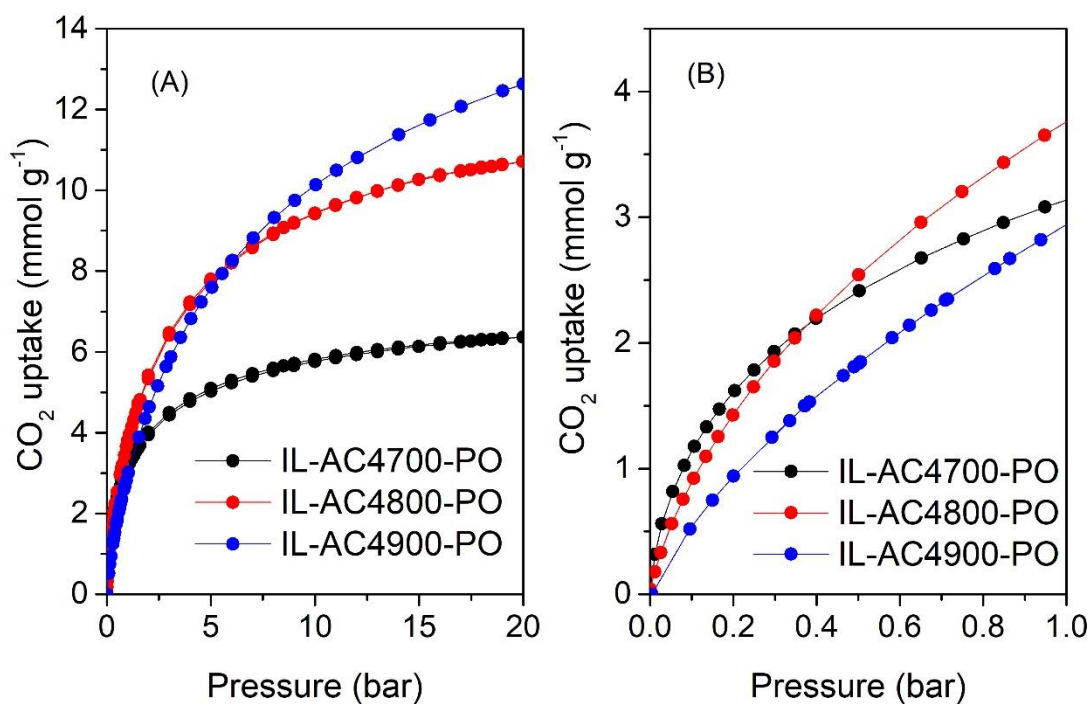 (A)
CO₂ uptake (mmol g⁻¹)
14
12
10
8
6
4
2
0
IL-AC4700-PO
IL-AC4800-PO
IL-AC4900-PO
0 5 10 15 20
Pressure (bar)
(B)
CO₂ uptake (mmol g⁻¹)
4
3
2
1
0
IL-AC4700-PO
IL-AC4800-PO
IL-AC4900-PO
0.0 0.2 0.4 0.6 0.8 1.0
Pressure (bar)